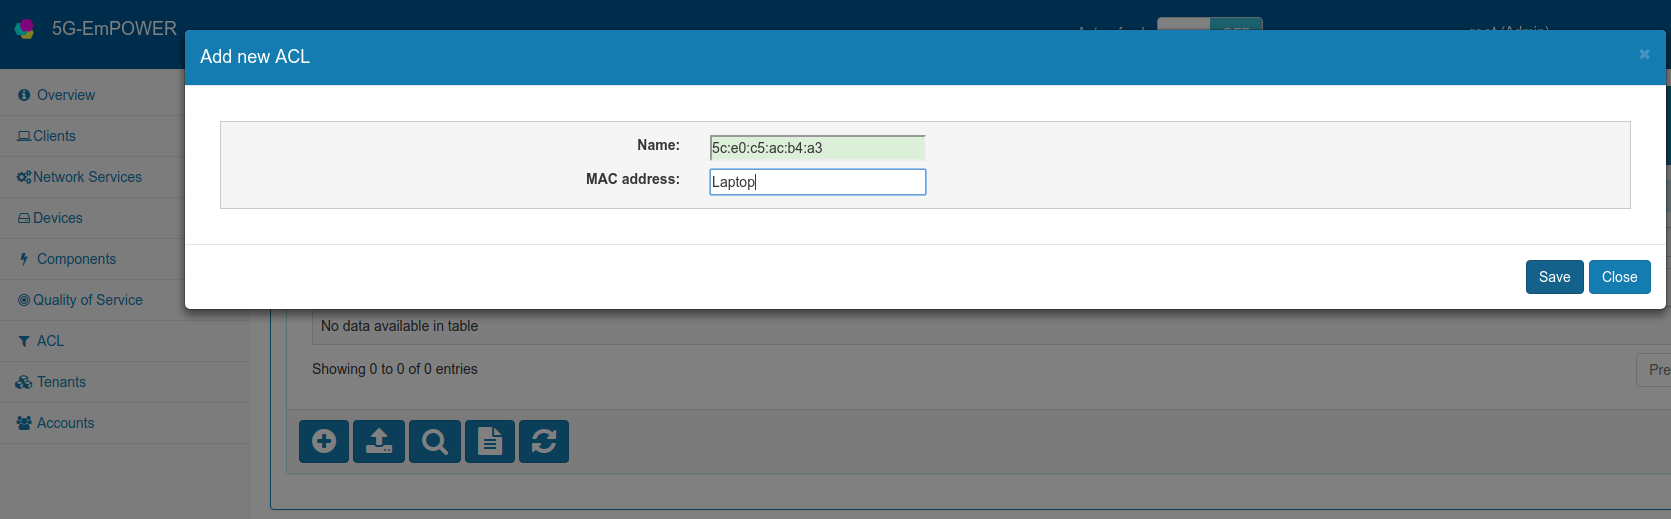 5G-EmPOWER
Add new ACL
×
Overview
Clients
Network Services
Devices
Components
Quality of Service
ACL
Tenants
Accounts
Name:
5c:e0:c5:ac:b4:a3
MAC address:
Laptop
Save
Close
No data available in table
Showing 0 to 0 of 0 entries
Pre